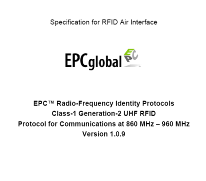 Specification for RFID Air Interface
EPCglobal
EPC™ Radio-Frequency Identity Protocols
Class-1 Generation-2 UHF RFID
Protocol for Communications at 860 MHz – 960 MHz
Version 1.0.9